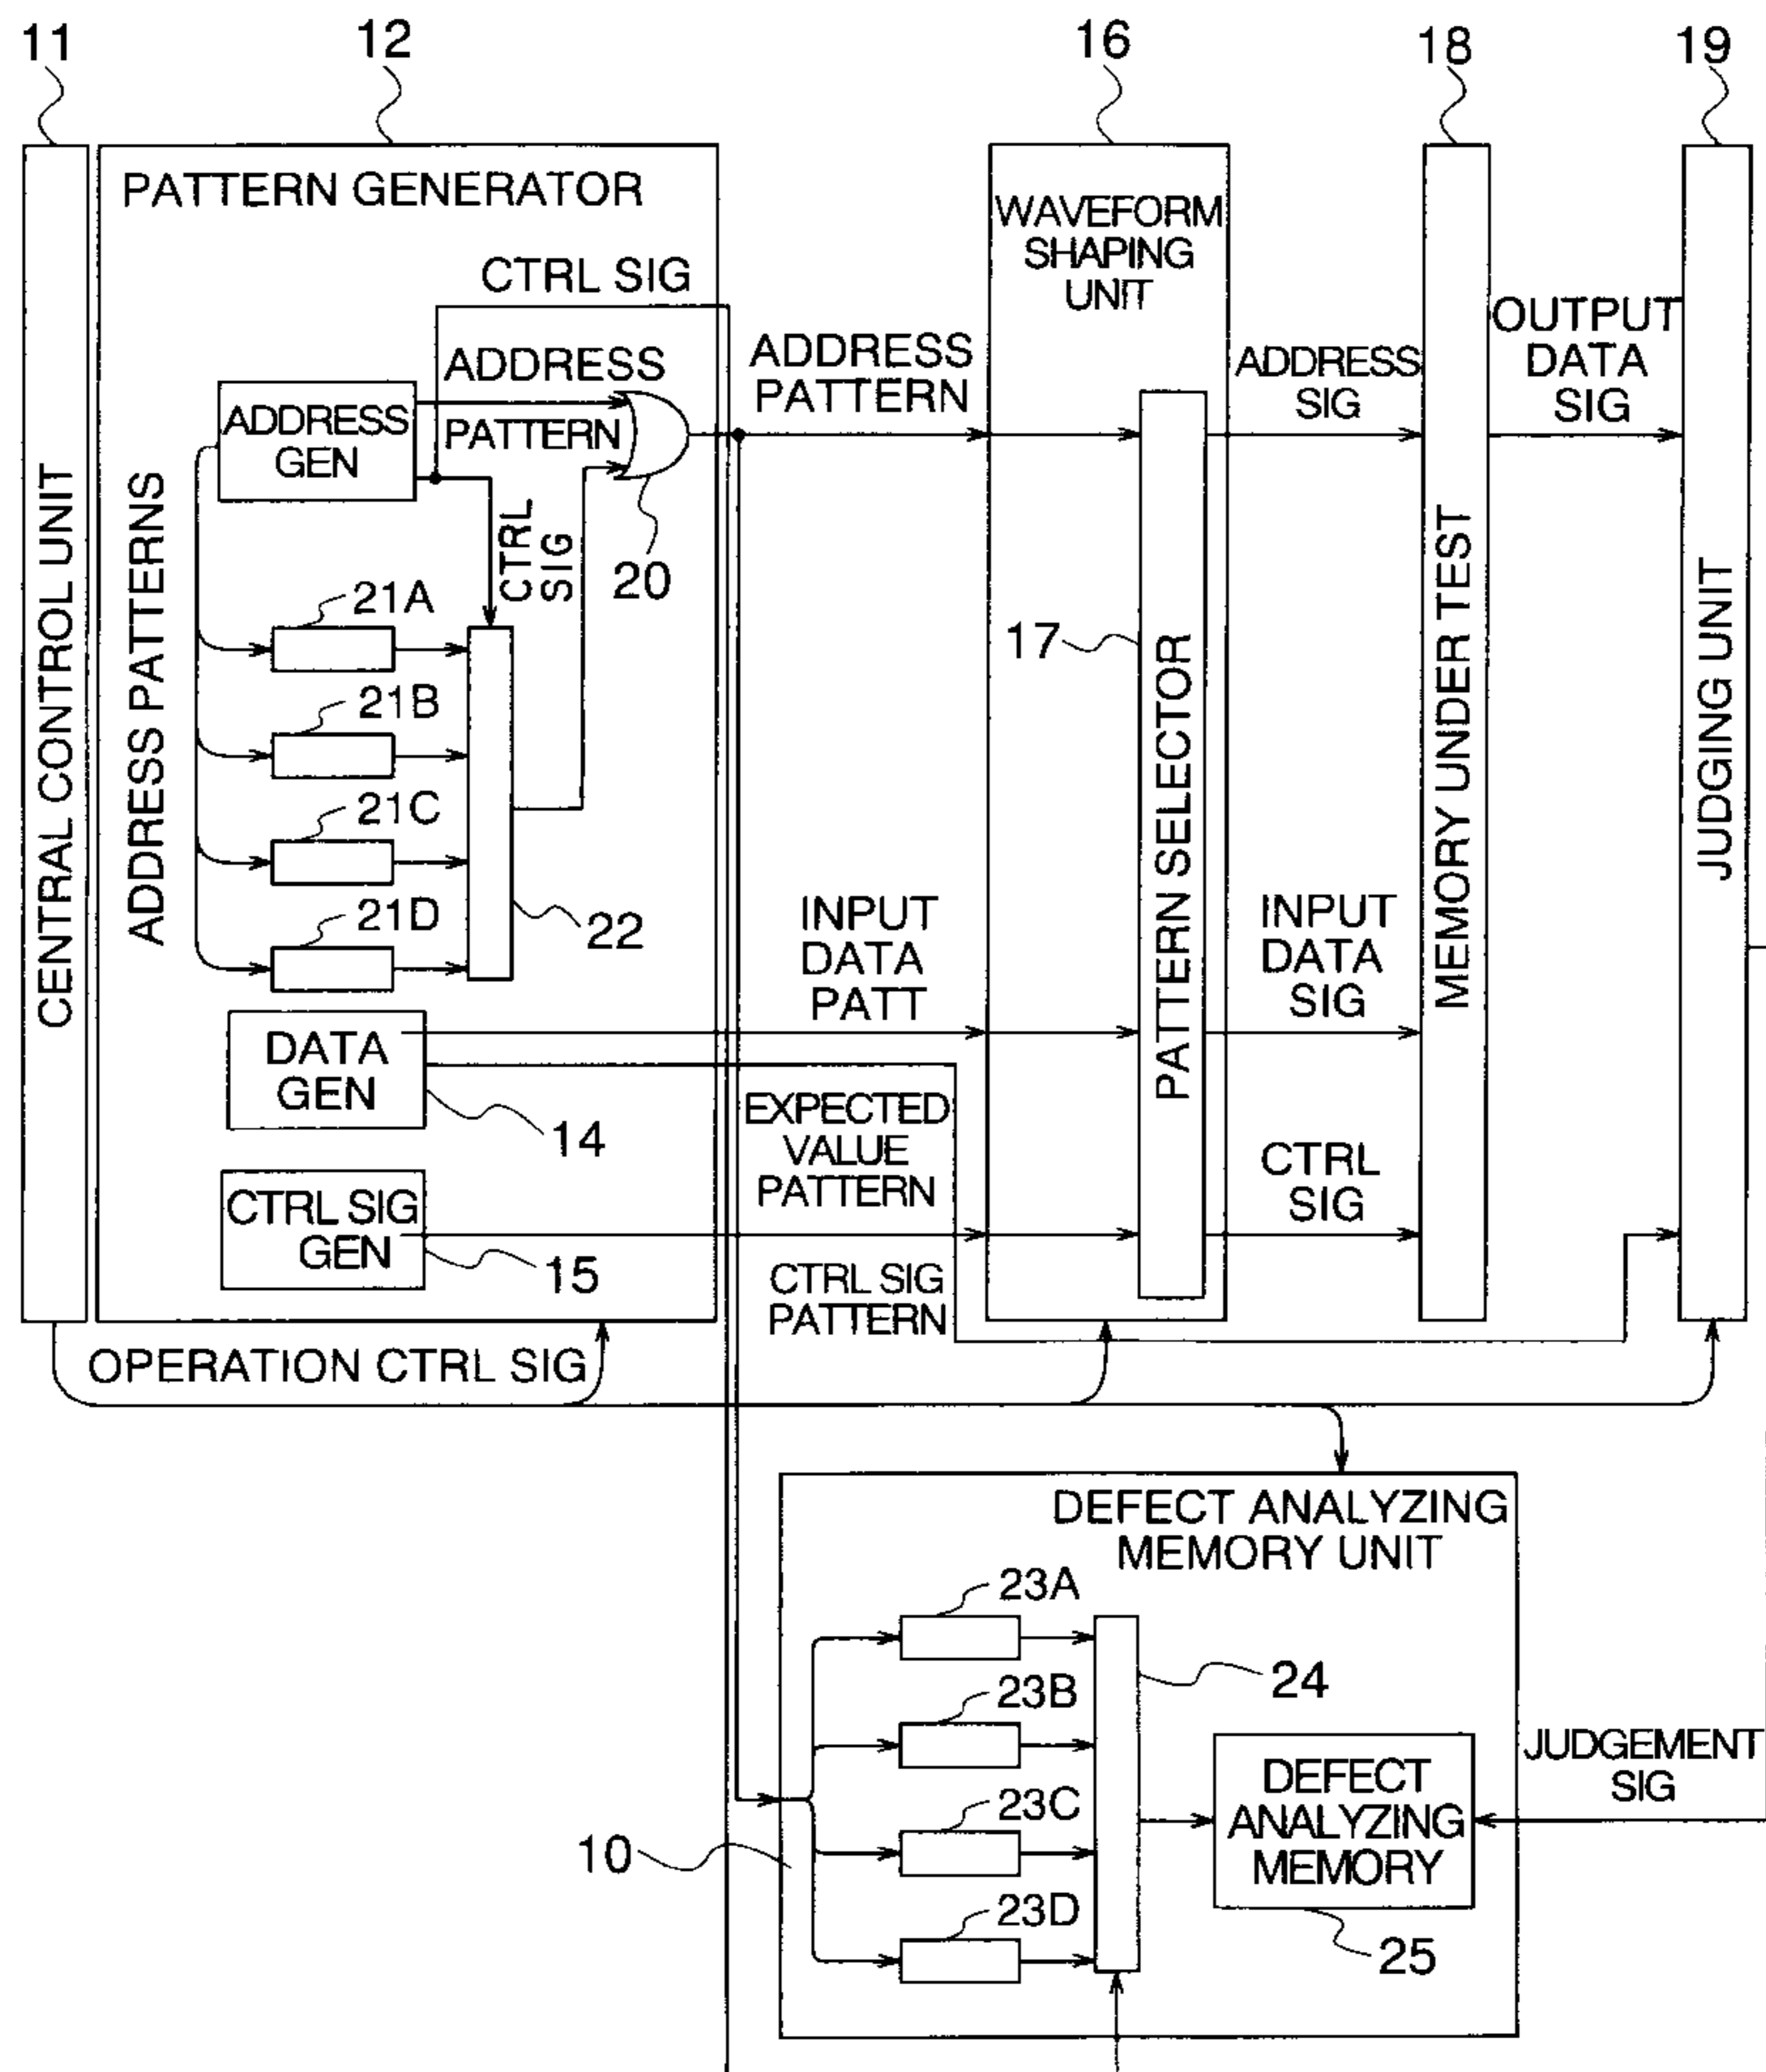 11
12
16
18
19
CENTRAL CONTROL UNIT
PATTERN GENERATOR
CTRL SIG
ADDRESS
PATTERN
ADDRESS
GEN
CTRL
SIG
20
ADDRESS PATTERNS
21A
21B
21C
21D
22
DATA
GEN
14
CTRL SIG
GEN
15
ADDRESS
PATTERN
INPUT
DATA
PATT
EXPECTED
VALUE
PATTERN
CTRL SIG
PATTERN
WAVEFORM
SHAPING
UNIT
17
PATTERN SELECTOR
ADDRESS
SIG
INPUT
DATA
SIG
CTRL
SIG
MEMORY UNDER TEST
OUTPUT
DATA
SIG
JUDGING UNIT
OPERATION CTRL SIG
DEFECT ANALYZING
MEMORY UNIT
23A
23B
23C
23D
24
10
DEFECT
ANALYZING
MEMORY
25
JUDGEMENT
SIG